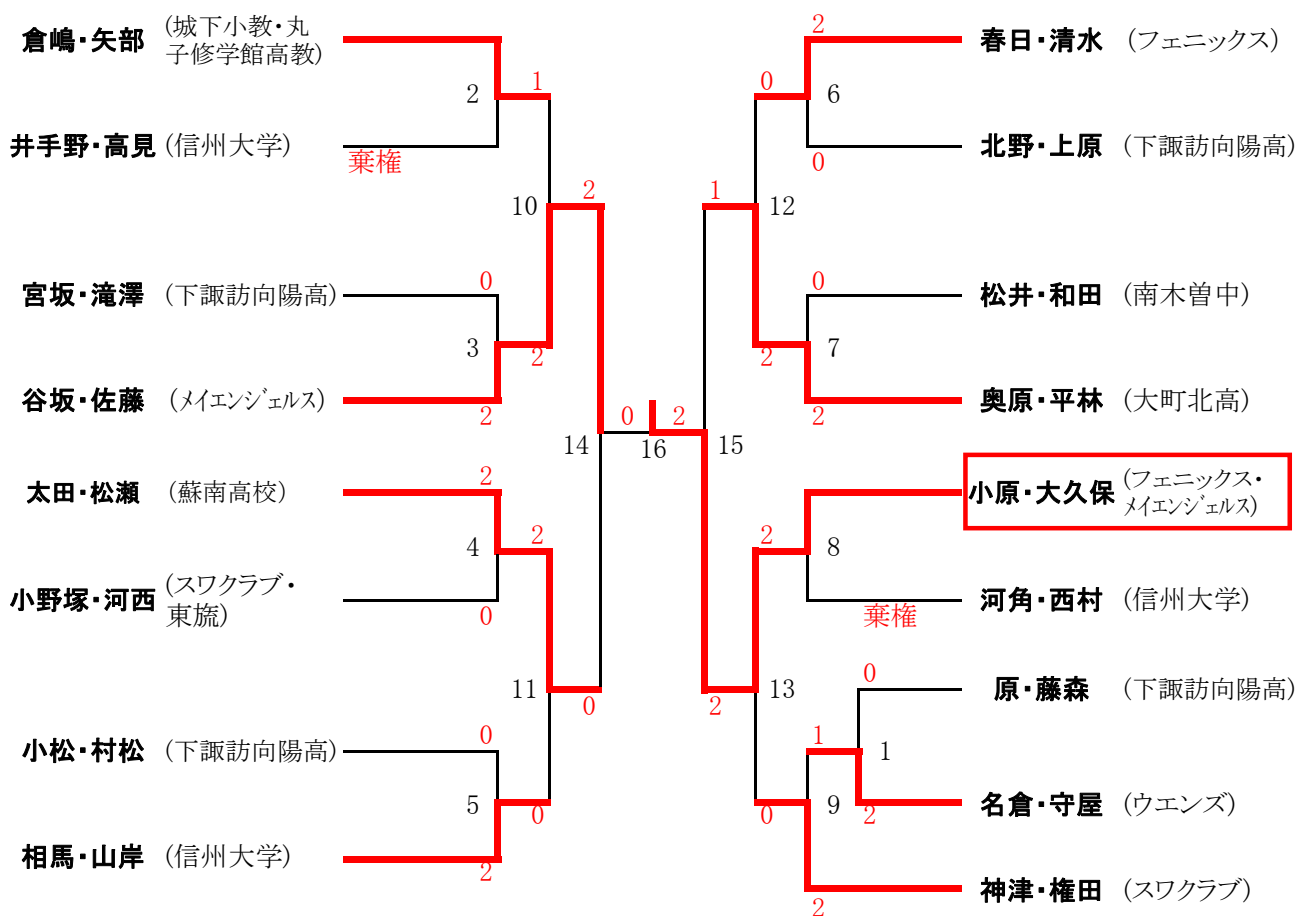 倉嶋・矢部 (城下小教・丸
子修学館高教)
井手野・高見 (信州大学)
棄権
2
1
10
2
宮坂・滝澤 (下諏訪向陽高)
0
3
2
谷坂・佐藤 (メイエンジェルス)
2
14
0
太田・松瀬 (蘇南高校)
2
4
2
小野塚・河西 (スワクラブ・
東旎)
0
11
0
小松・村松 (下諏訪向陽高)
0
5
0
相馬・山岸 (信州大学)
2
16
2
15
2
春日・清水 (フェニックス)
0
6
北野・上原 (下諏訪向陽高)
0
1
12
松井・和田 (南木曽中)
0
2
7
奥原・平林 (大町北高)
2
小原・大久保 (フェニックス・
メイエンジェルス)
2
8
河角・西村 (信州大学)
棄権
2
13
原・藤森 (下諏訪向陽高)
0
1
1
名倉・守屋 (ウエンズ)
2
0
9
神津・権田 (スワクラブ)
2